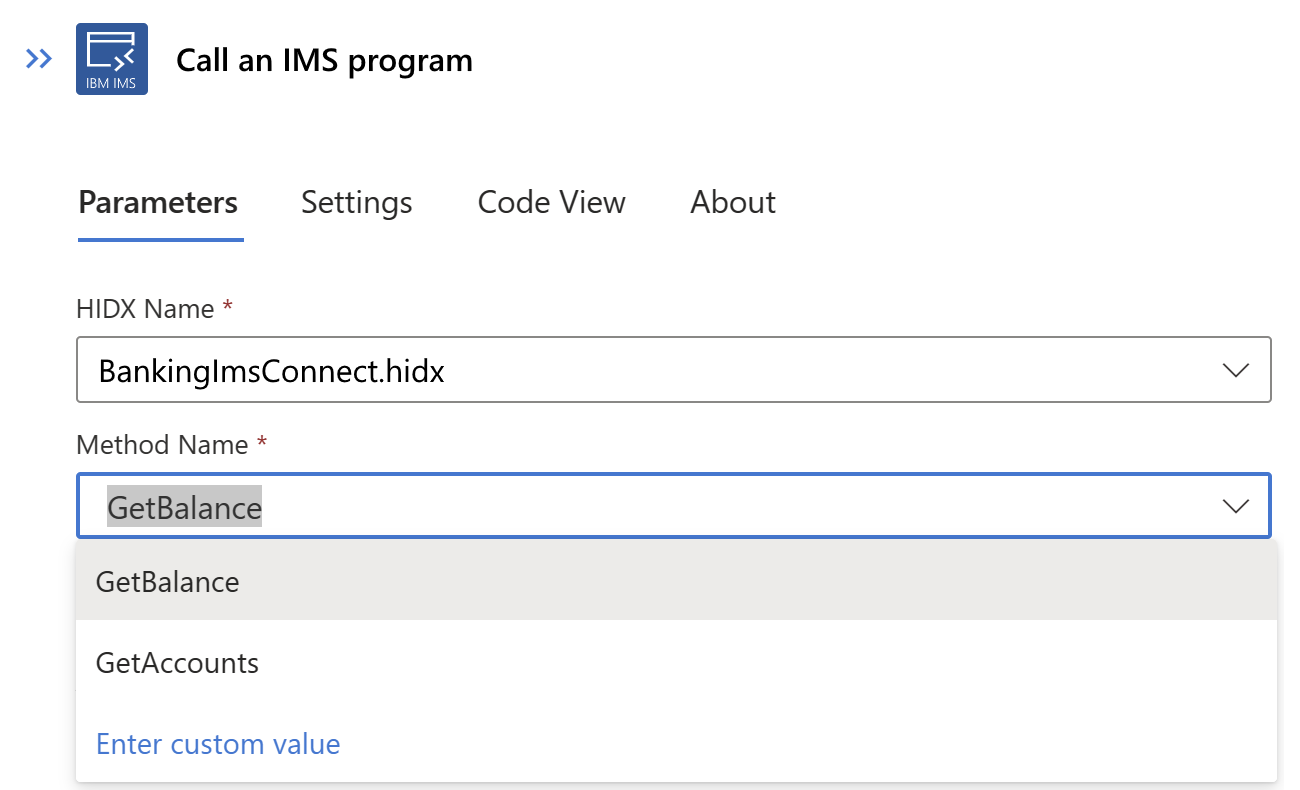 IBM IMS
Call an IMS program
Parameters Settings Code View About
HIDX Name *
BankingImsConnect.hidx
Method Name *
GetBalance
GetBalance
GetAccounts
Enter custom value